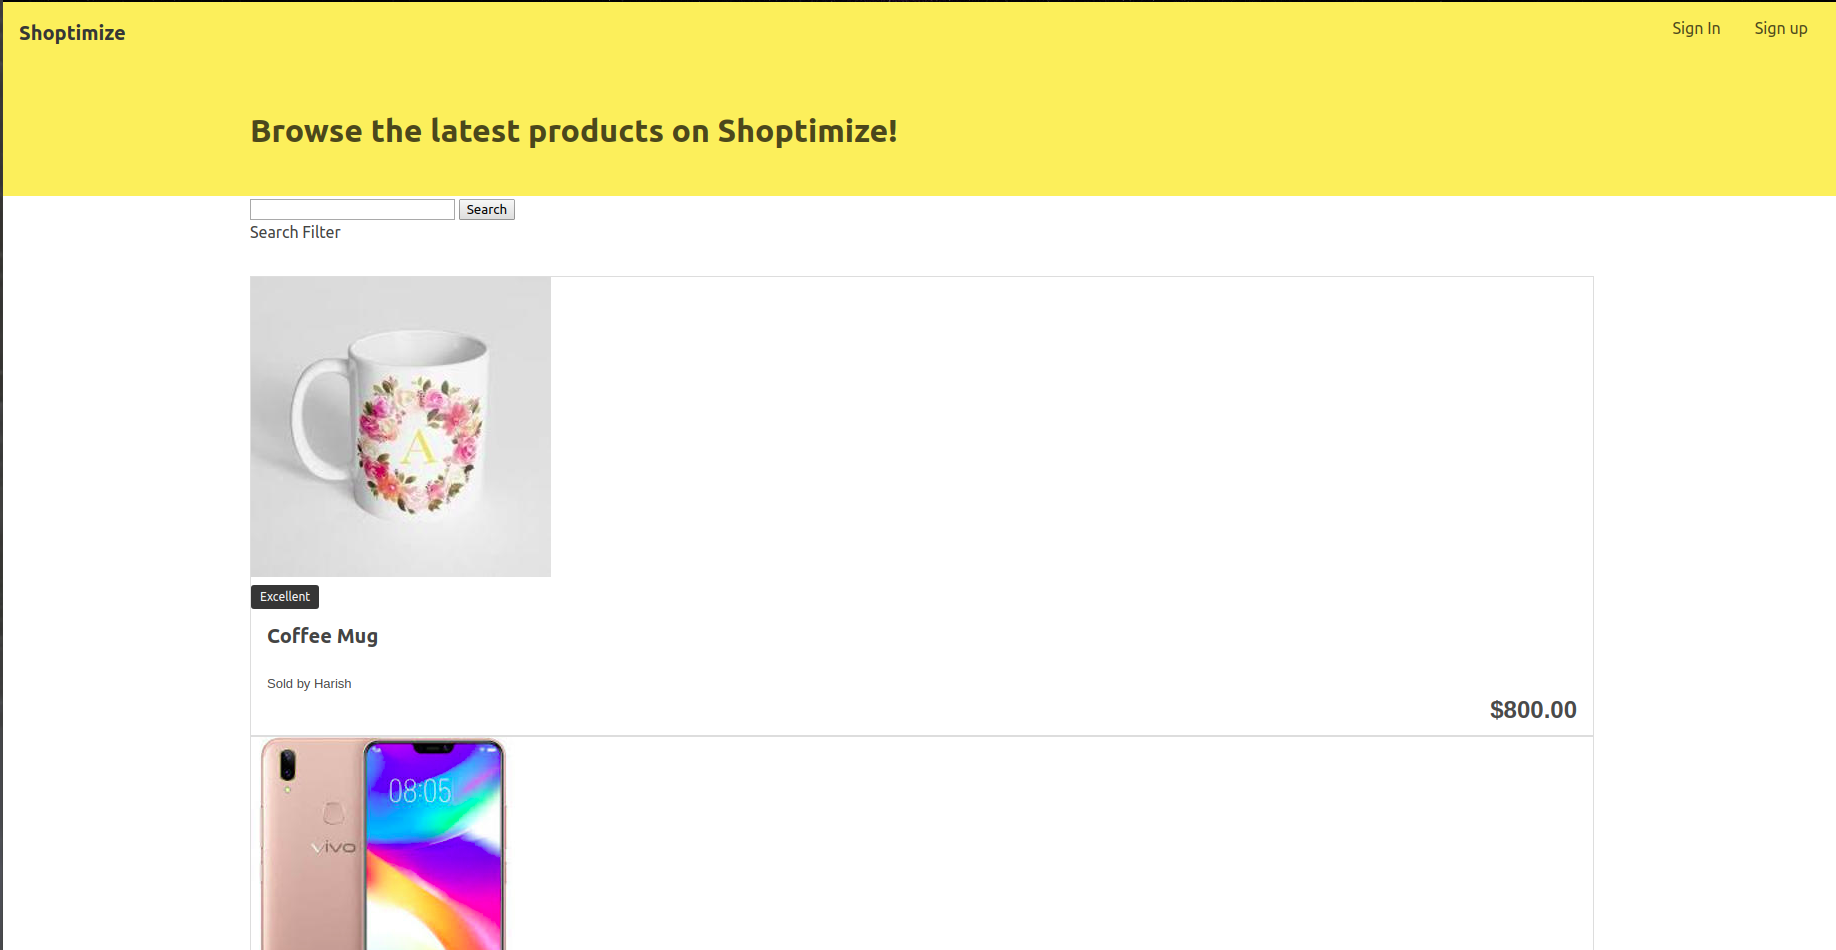 Shoptimize
Sign In
Sign up
Browse the latest products on Shoptimize!
Search
Search Filter
A
Excellent
Coffee Mug
Sold by Harish
$800.00
08:05
vivo